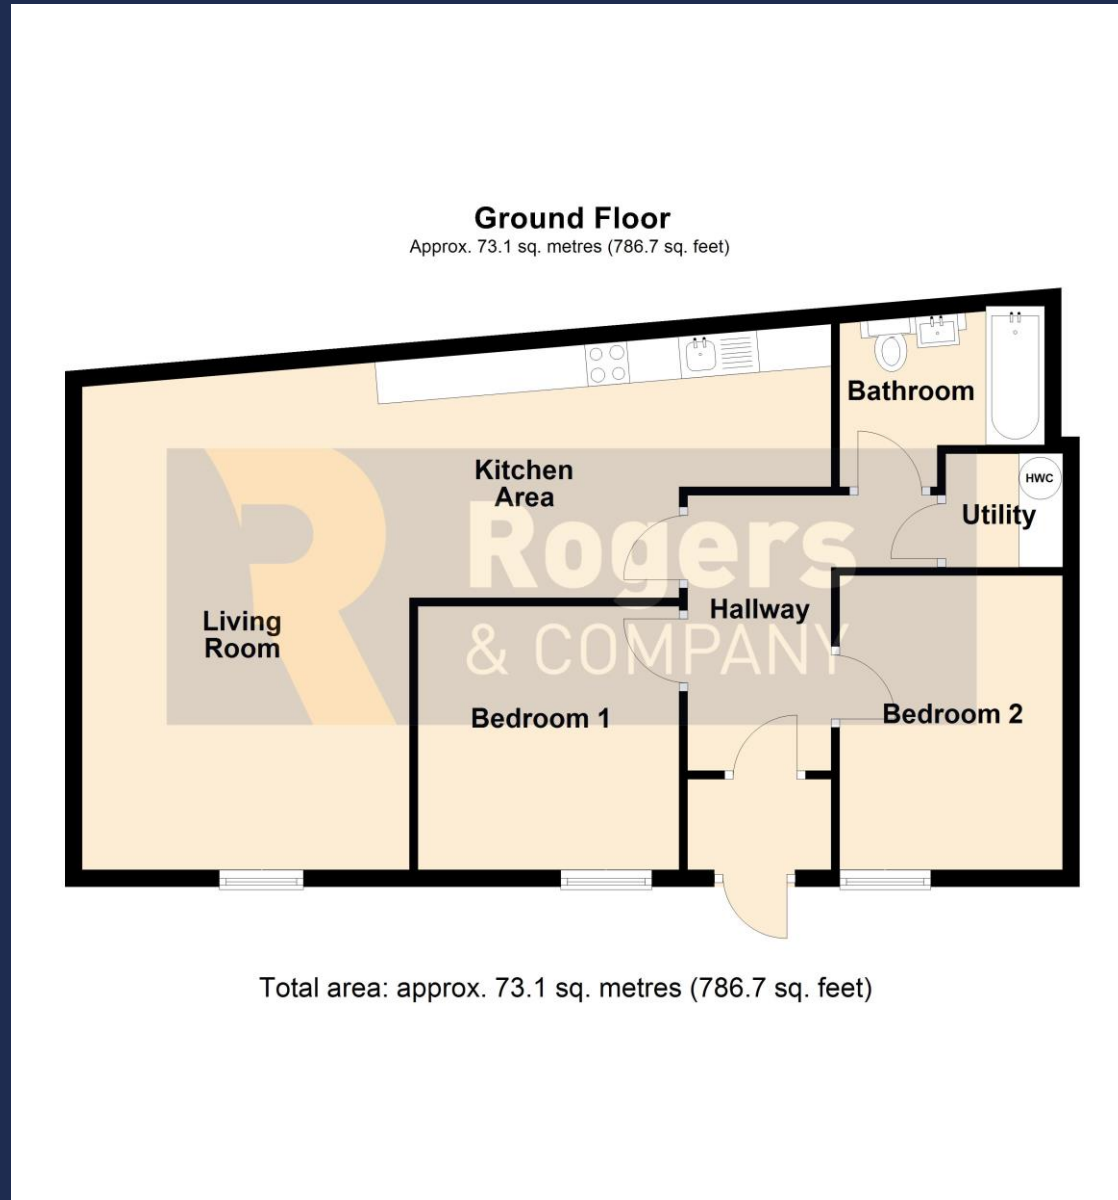 Ground Floor
Approx. 73.1 sq. metres (786.7 sq. feet)
Bathroom
Kitchen
Area
HWC
Utility
Rogers
& COMPANY
Hallway
Living
Room
Bedroom 1
Bedroom 2
Total area: approx. 73.1 sq. metres (786.7 sq. feet)